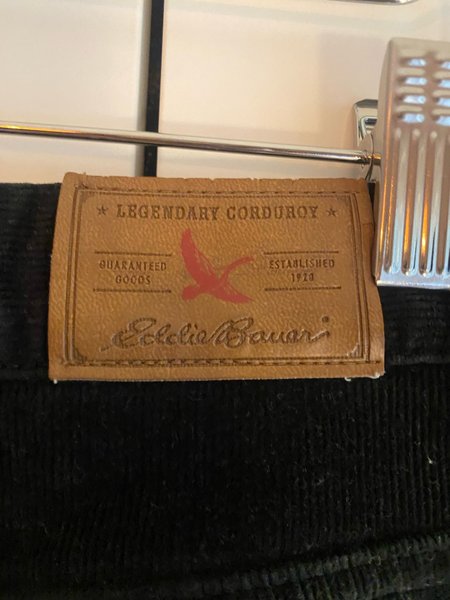 ★ LEGENDARY CORDUROY ★
GUARANTEED GOODS
ESTABLISHED 1920
Eddie Bauer